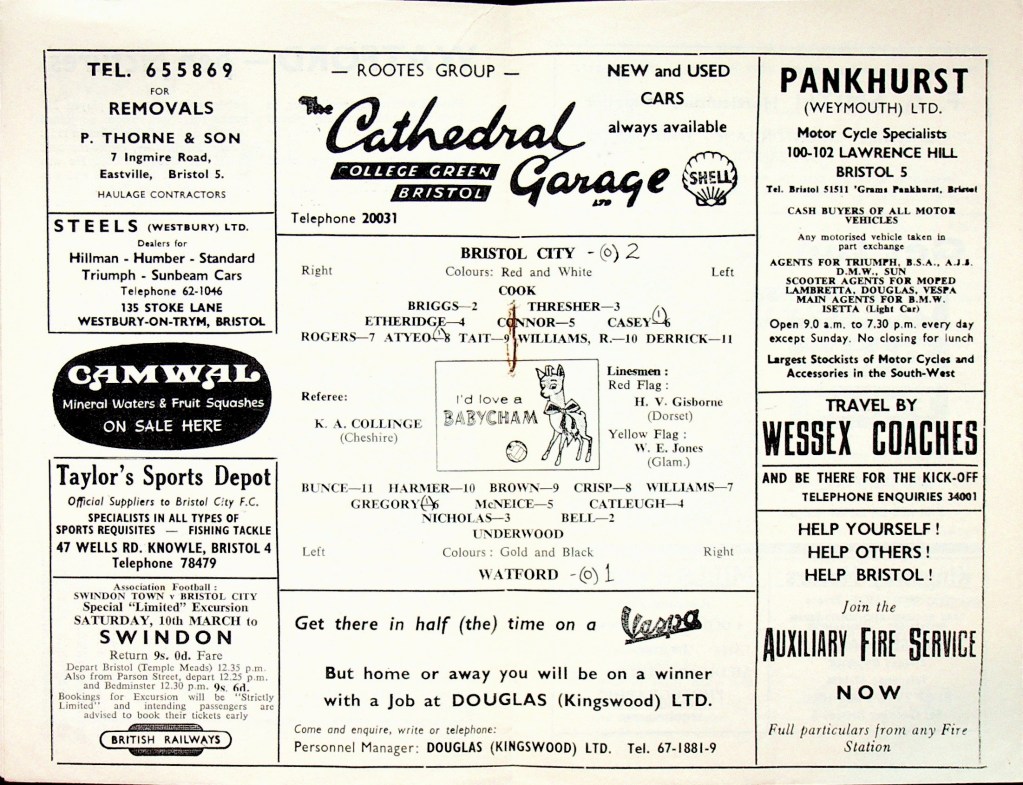 TEL. 655869
FOR
REMOVALS
P. THORNE & SON
7 Ingmire Road,
Eastville, Bristol 5.
HAULAGE CONTRACTORS
STEELS (WESTBURY) LTD.
Dealers for
Hillman - Humber - Standard
Triumph - Sunbeam Cars
Telephone 62-1046
135 STOKE LANE
WESTBURY-ON-TRYM, BRISTOL
CAMWAL
Mineral Waters & Fruit Squashes
ON SALE HERE
Taylor's Sports Depot
Official Suppliers to Bristol City F.C.
SPECIALISTS IN ALL TYPES OF
SPORTS REQUISITES — FISHING TACKLE
47 WELLS RD. KNOWLE, BRISTOL 4
Telephone 78479
Association Football :
SWINDON TOWN v BRISTOL CITY
Special "Limited" Excursion
SATURDAY, 10th MARCH to
SWINDON
Return 9s. 0d. Fare
Depart Bristol (Temple Meads) 12.35 p.m.
Also from Parson Street, depart 12.25 p.m.
and Bedminster 12.30 p.m. 9s. 6d.
Bookings for Excursion will be "Strictly
Limited" and intending passengers are
advised to book their tickets early
BRITISH RAILWAYS
— ROOTES GROUP —
NEW and USED
CARS
always available
The Cathedral
Garage LTD
COLLEGE GREEN
BRISTOL
SHELL
Telephone 20031
BRISTOL CITY - (0) 2
Right Colours: Red and White Left
COOK
BRIGGS—2 THRESHER—3
ETHERIDGE—4 CONNOR—5 CASEY—6 (1)
ROGERS—7 ATYEO—8 (1) TAIT—9 WILLIAMS, R.—10 DERRICK—11
Referee:
K. A. COLLINGE
(Cheshire)
I'd love a
BABYCHAM
Linesmen :
Red Flag :
H. V. Gisborne
(Dorset)
Yellow Flag :
W. E. Jones
(Glam.)
BUNCE—11 HARMER—10 BROWN—9 CRISP—8 WILLIAMS—7
GREGORY—6 (1) McNEICE—5 CATLEUGH—4
NICHOLAS—3 BELL—2
UNDERWOOD
Left Colours : Gold and Black Right
WATFORD - (0) 1
Get there in half (the) time on a Vespa
But home or away you will be on a winner
with a Job at DOUGLAS (Kingswood) LTD.
Come and enquire, write or telephone:
Personnel Manager: DOUGLAS (KINGSWOOD) LTD. Tel. 67-1881-9
PANKHURST
(WEYMOUTH) LTD.
Motor Cycle Specialists
100-102 LAWRENCE HILL
BRISTOL 5
Tel. Bristol 51511 'Grams Pankhurst, Bristol
CASH BUYERS OF ALL MOTOR
VEHICLES
Any motorised vehicle taken in
part exchange
AGENTS FOR TRIUMPH, B.S.A., A.J.S.
D.M.W., SUN
SCOOTER AGENTS FOR MOPED
LAMBRETTA, DOUGLAS, VESPA
MAIN AGENTS FOR B.M.W.
ISETTA (Light Car)
Open 9.0 a.m. to 7.30 p.m. every day
except Sunday. No closing for lunch
Largest Stockists of Motor Cycles and
Accessories in the South-West
TRAVEL BY
WESSEX COACHES
AND BE THERE FOR THE KICK-OFF
TELEPHONE ENQUIRIES 34001
HELP YOURSELF !
HELP OTHERS !
HELP BRISTOL !
Join the
AUXILIARY FIRE SERVICE
NOW
Full particulars from any Fire
Station